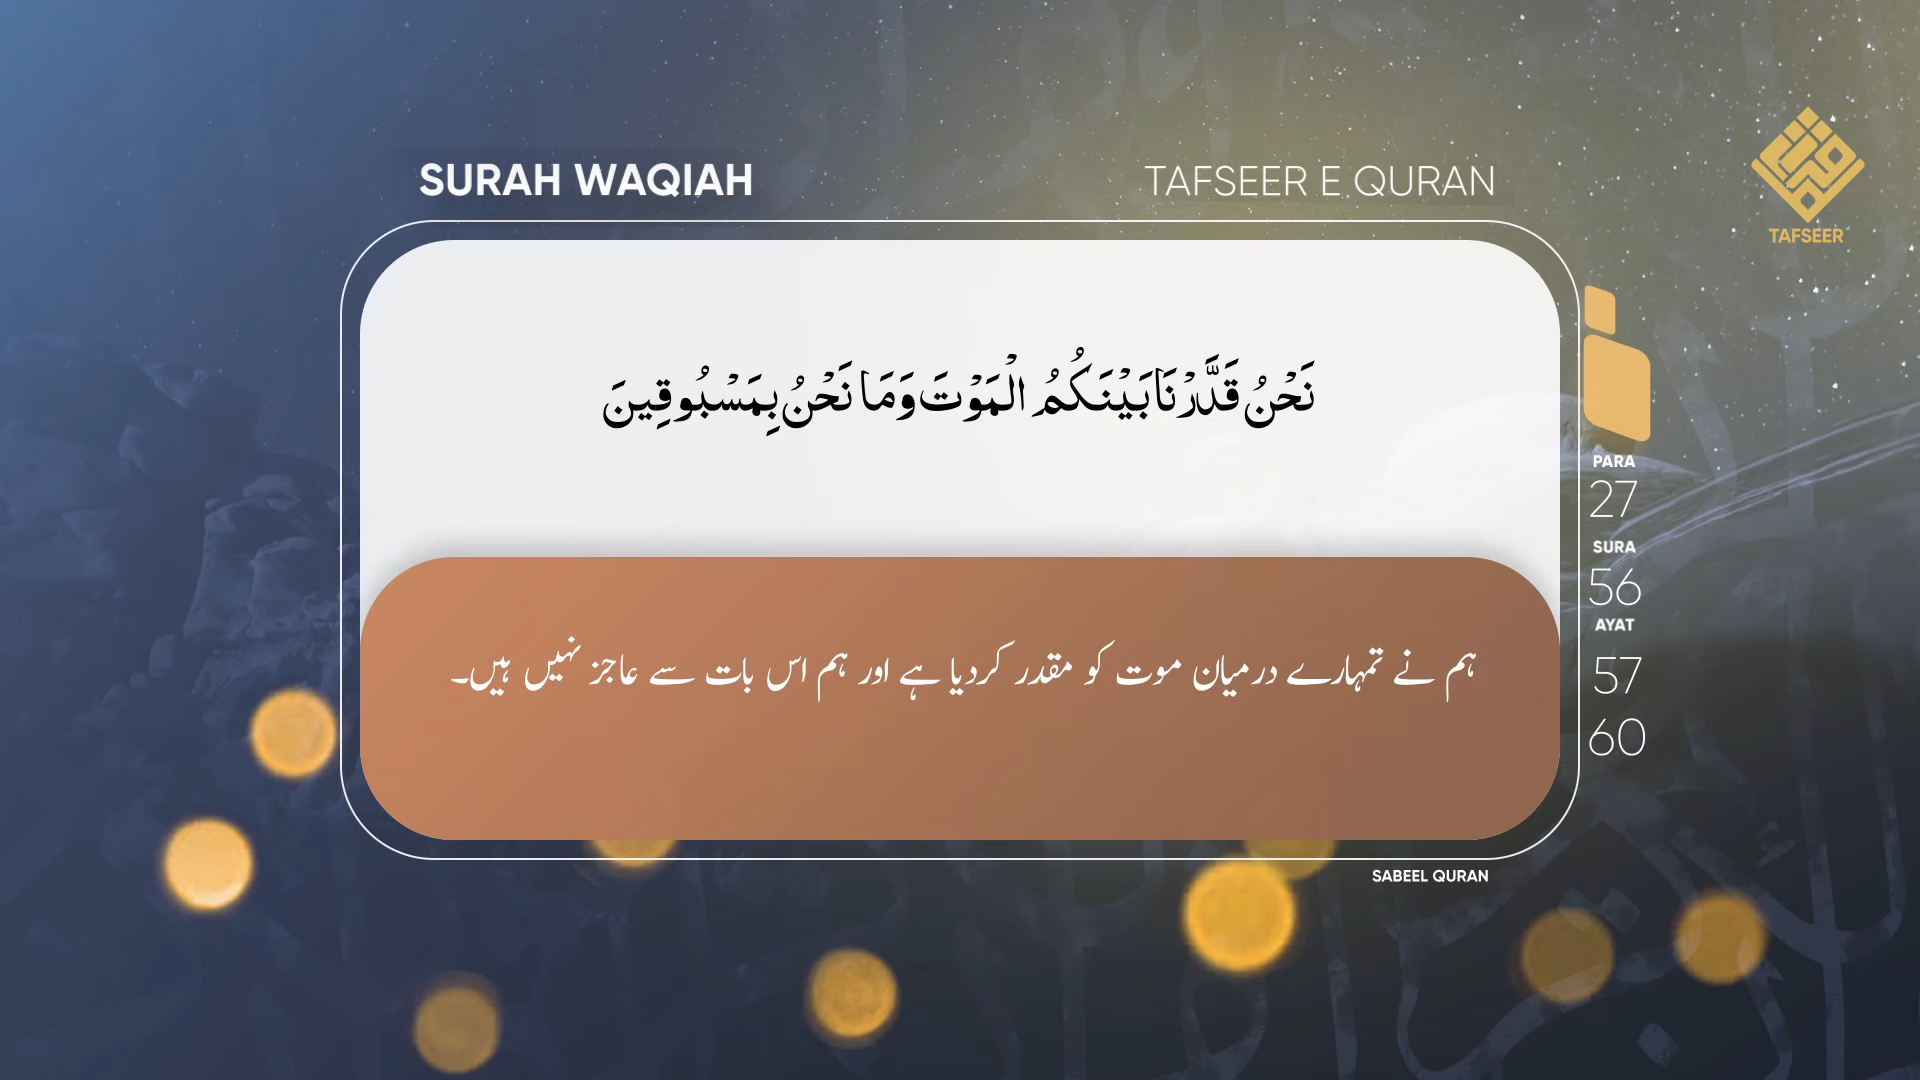 SURAH WAQIAH
TAFSEER E QURAN
TAFSEER
نَحْنُ قَدَّرْنَا بَيْنَكُمُ الْمَوْتَ وَمَا نَحْنُ بِمَسْبُوقِينَ
ہم نے تمہارے درمیان موت کو مقدر کردیا ہے اور ہم اس بات سے عاجز نہیں ہیں۔
PARA
27
SURA
56
AYAT
57
60
SABEEL QURAN